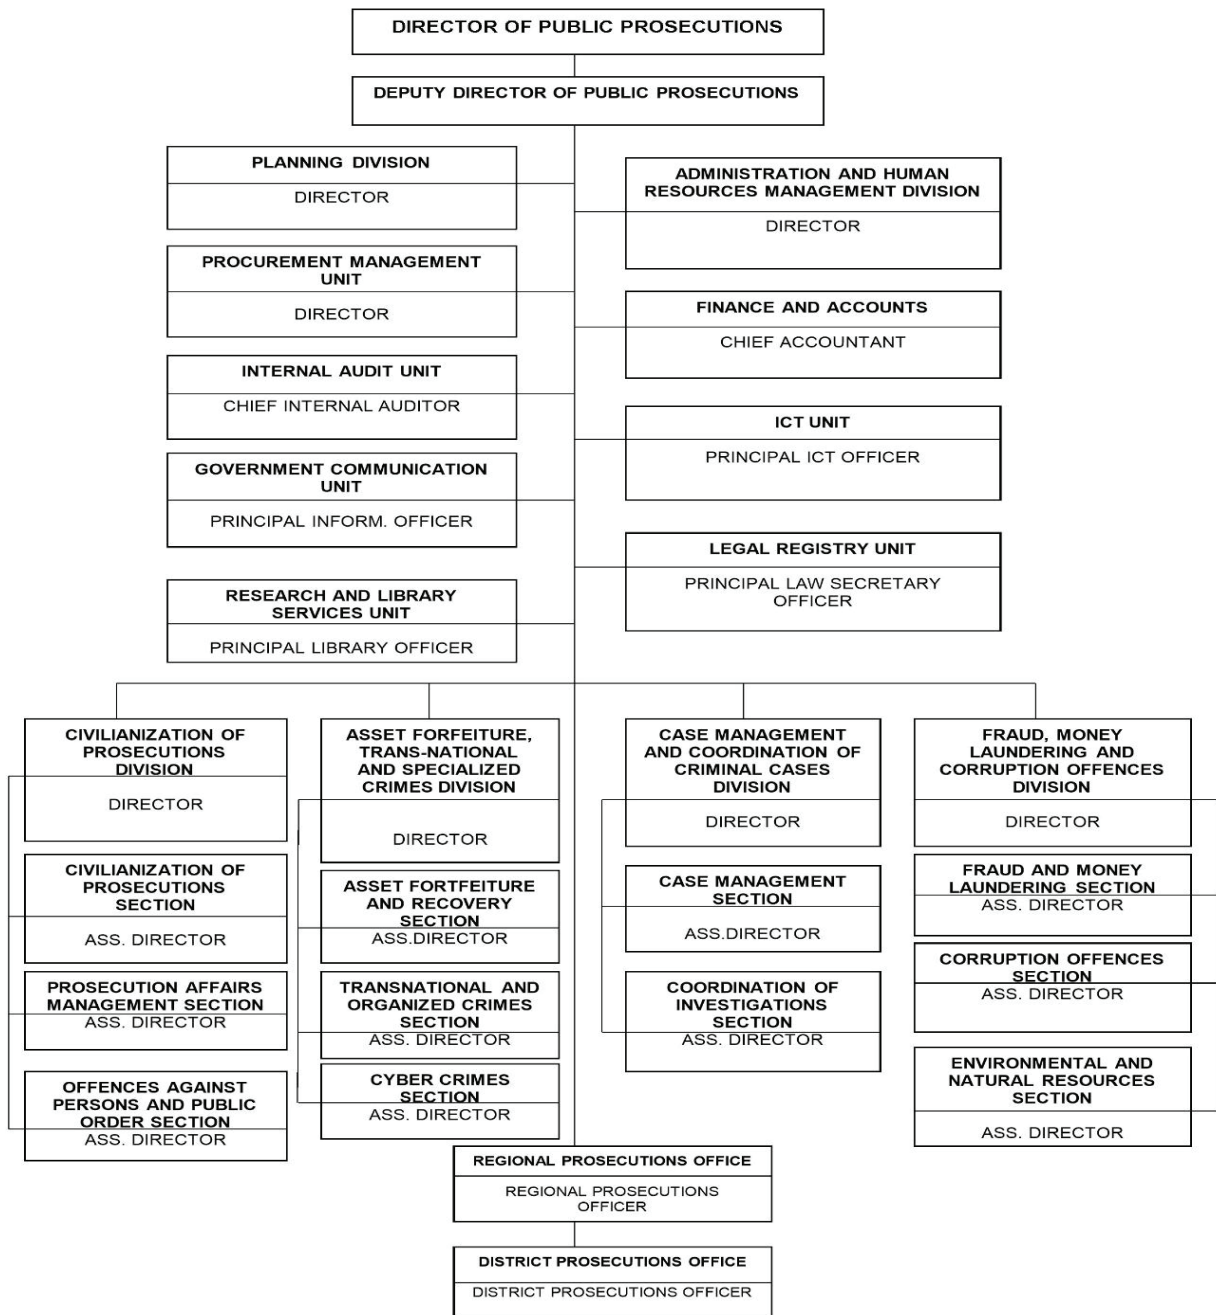 DIRECTOR OF PUBLIC PROSECUTIONS
DEPUTY DIRECTOR OF PUBLIC PROSECUTIONS
PLANNING DIVISION
DIRECTOR
ADMINISTRATION AND HUMAN
RESOURCES MANAGEMENT DIVISION
DIRECTOR
PROCUREMENT MANAGEMENT
UNIT
DIRECTOR
FINANCE AND ACCOUNTS
CHIEF ACCOUNTANT
INTERNAL AUDIT UNIT
CHIEF INTERNAL AUDITOR
ICT UNIT
PRINCIPAL ICT OFFICER
GOVERNMENT COMMUNICATION
UNIT
PRINCIPAL INFORM. OFFICER
LEGAL REGISTRY UNIT
PRINCIPAL LAW SECRETARY
OFFICER
RESEARCH AND LIBRARY
SERVICES UNIT
PRINCIPAL LIBRARY OFFICER
CIVILIANIZATION OF
PROSECUTIONS
DIVISION
DIRECTOR
CIVILIANIZATION OF
PROSECUTIONS
SECTION
ASS. DIRECTOR
PROSECUTION AFFAIRS
MANAGEMENT SECTION
ASS. DIRECTOR
OFFENCES AGAINST
PERSONS AND PUBLIC
ORDER SECTION
ASS. DIRECTOR
ASSET FORFEITURE,
TRANS-NATIONAL
AND SPECIALIZED
CRIMES DIVISION
DIRECTOR
ASSET FORTFEITURE
AND RECOVERY
SECTION
ASS.DIRECTOR
TRANSNATIONAL AND
ORGANIZED CRIMES
SECTION
ASS. DIRECTOR
CYBER CRIMES
SECTION
ASS. DIRECTOR
CASE MANAGEMENT
AND COORDINATION OF
CRIMINAL CASES
DIVISION
DIRECTOR
CASE MANAGEMENT
SECTION
ASS.DIRECTOR
COORDINATION OF
INVESTIGATIONS
SECTION
ASS. DIRECTOR
FRAUD, MONEY
LAUNDERING AND
CORRUPTION OFFENCES
DIVISION
DIRECTOR
FRAUD AND MONEY
LAUNDERING SECTION
ASS. DIRECTOR
CORRUPTION OFFENCES
SECTION
ASS. DIRECTOR
ENVIRONMENTAL AND
NATURAL RESOURCES
SECTION
ASS. DIRECTOR
REGIONAL PROSECUTIONS OFFICE
REGIONAL PROSECUTIONS
OFFICER
DISTRICT PROSECUTIONS OFFICE
DISTRICT PROSECUTIONS OFFICER